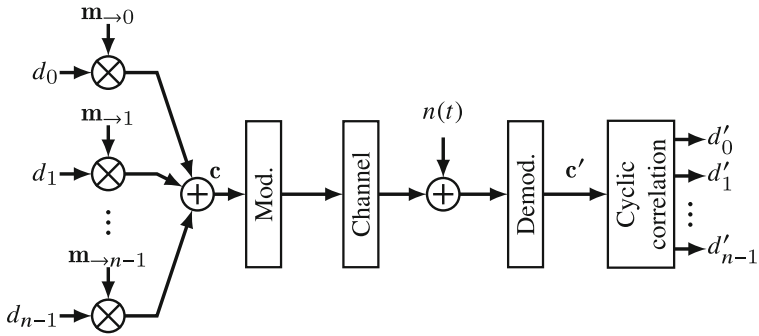 m→0
d0
m→1
d1
⋮
m→n−1
dn−1
+
c
Mod.
Channel
n(t)
+
Demod.
c′
Cyclic
correlation
d′0
d′1
⋮
d′n−1